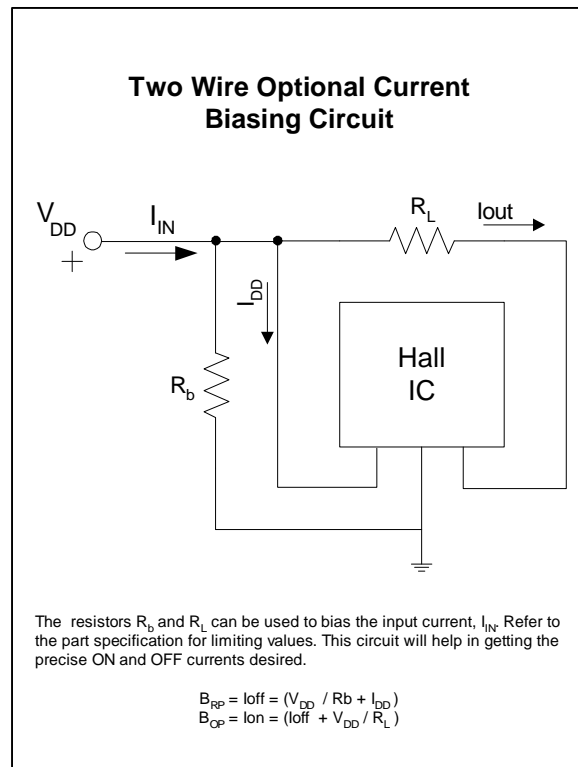 Two Wire Optional Current
Biasing Circuit
V_DD
+
I_IN
R_L
Iout
I_DD
R_b
Hall
IC
The resistors R_b and R_L can be used to bias the input current, I_IN. Refer to
the part specification for limiting values. This circuit will help in getting the
precise ON and OFF currents desired.
B_RP = Ioff = (V_DD / Rb + I_DD)
B_OP = Ion = (Ioff + V_DD / R_L)